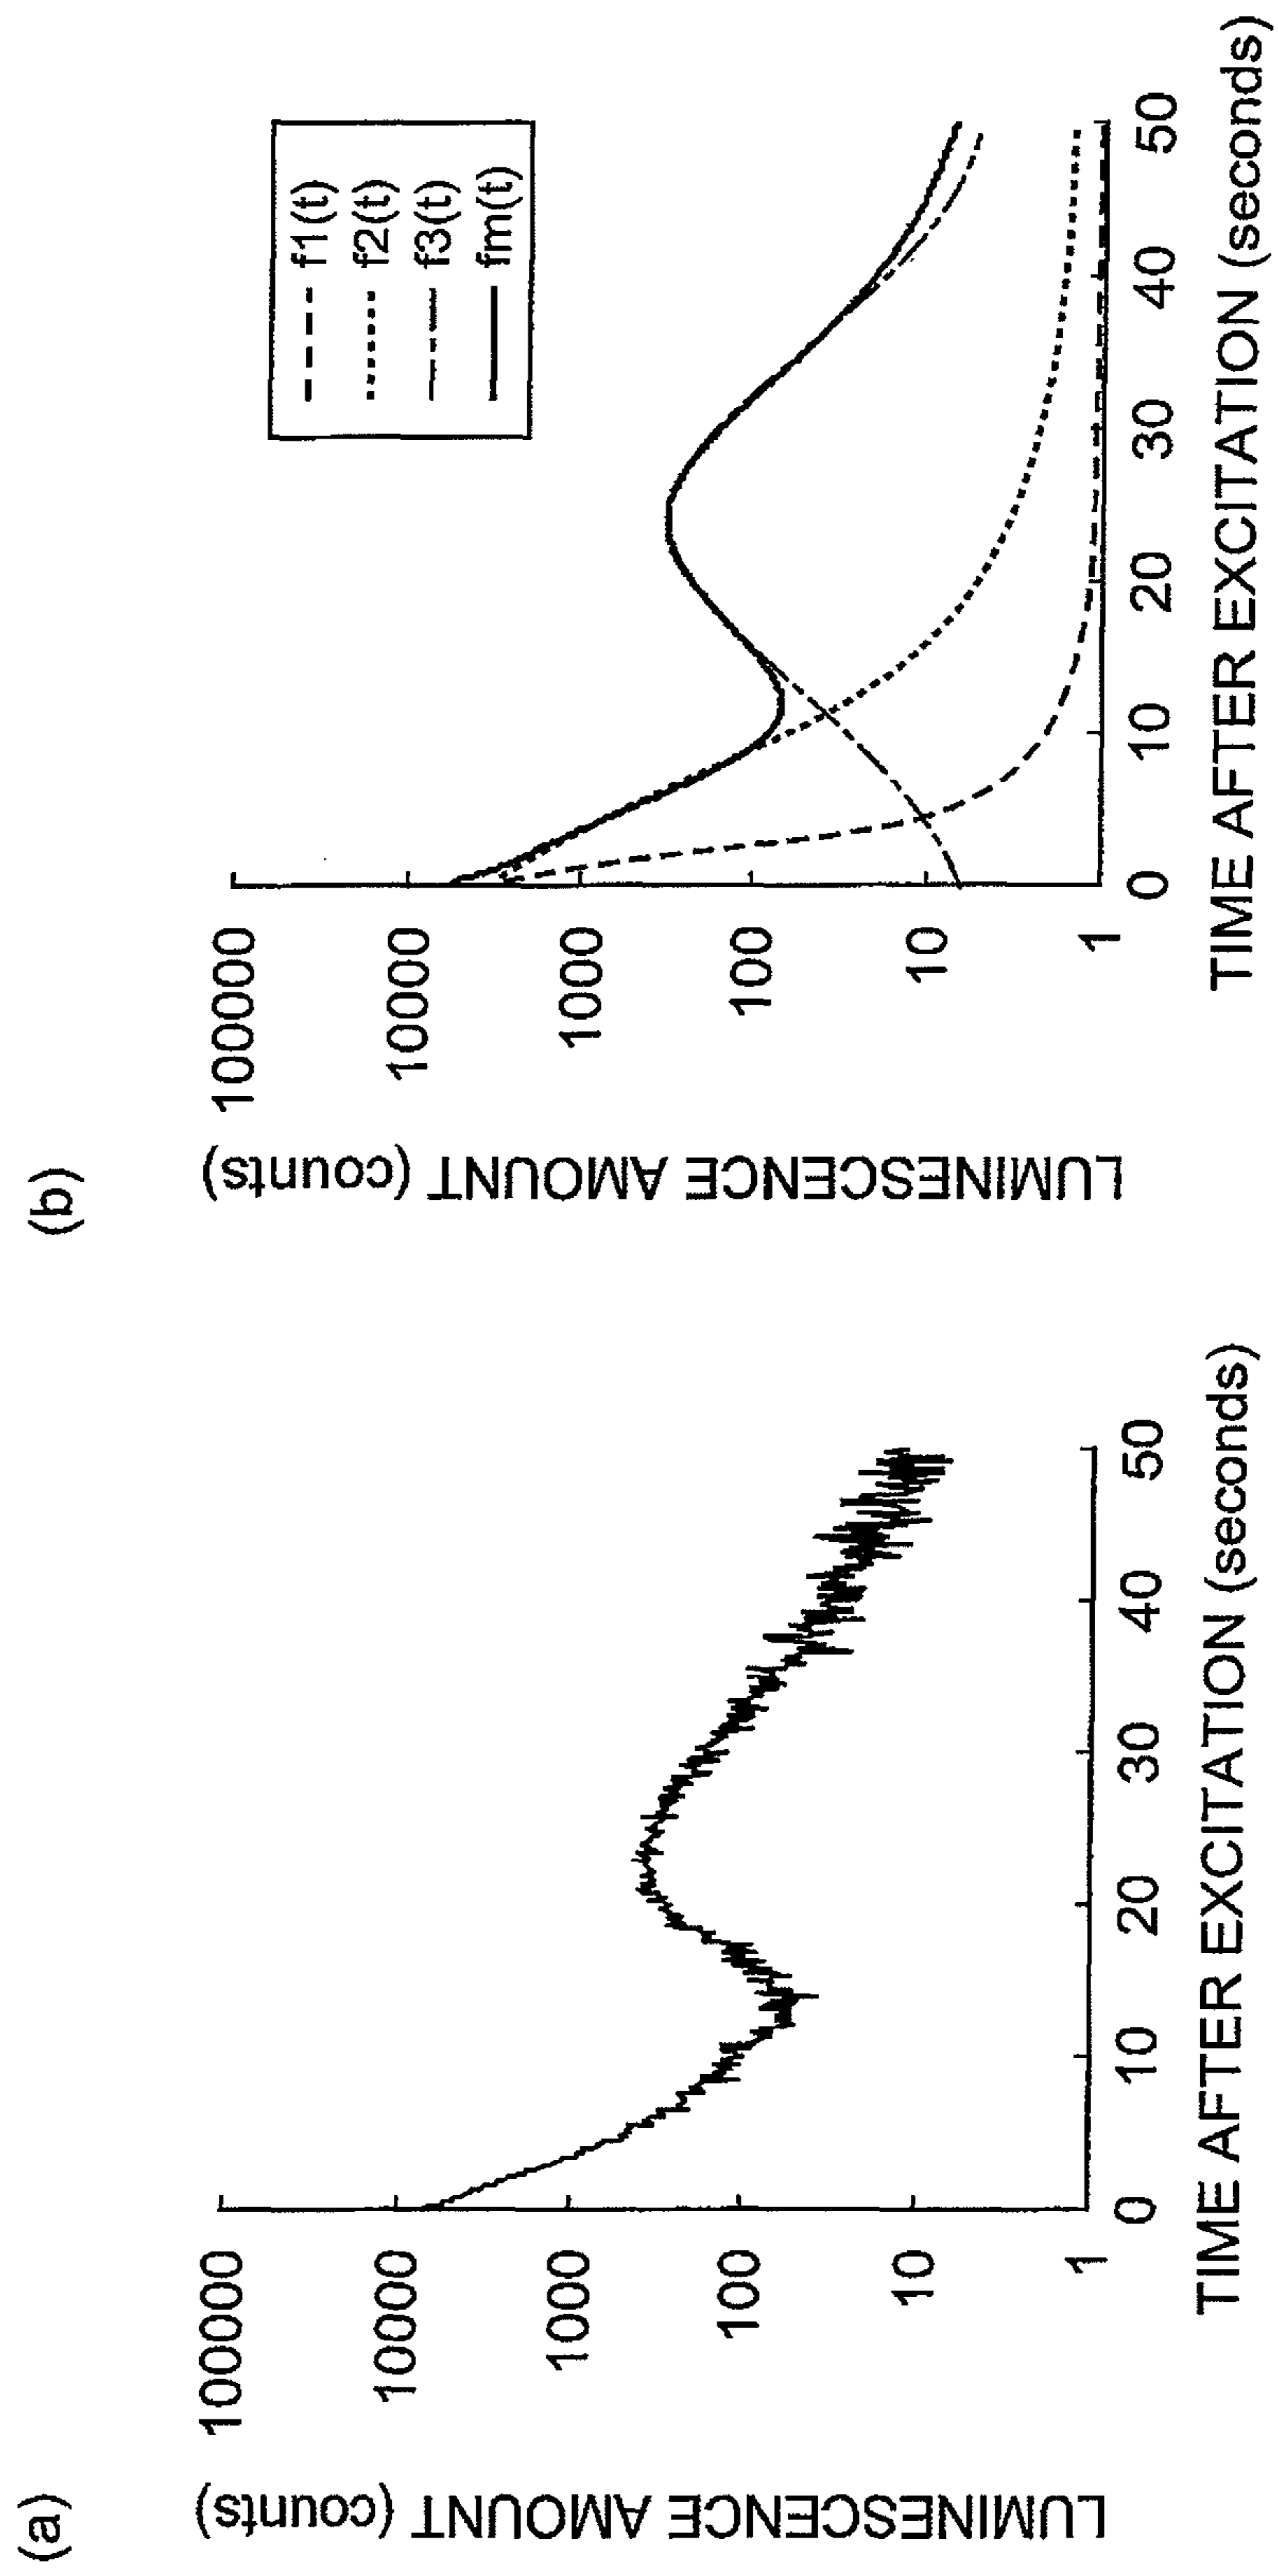 (a)
LUMINESCENCE AMOUNT (counts)
100000
10000
1000
100
10
1
0 10 20 30 40 50
TIME AFTER EXCITATION (seconds)
(b)
LUMINESCENCE AMOUNT (counts)
100000
10000
1000
100
10
1
0 10 20 30 40 50
TIME AFTER EXCITATION (seconds)
f1(t)
f2(t)
f3(t)
fm(t)